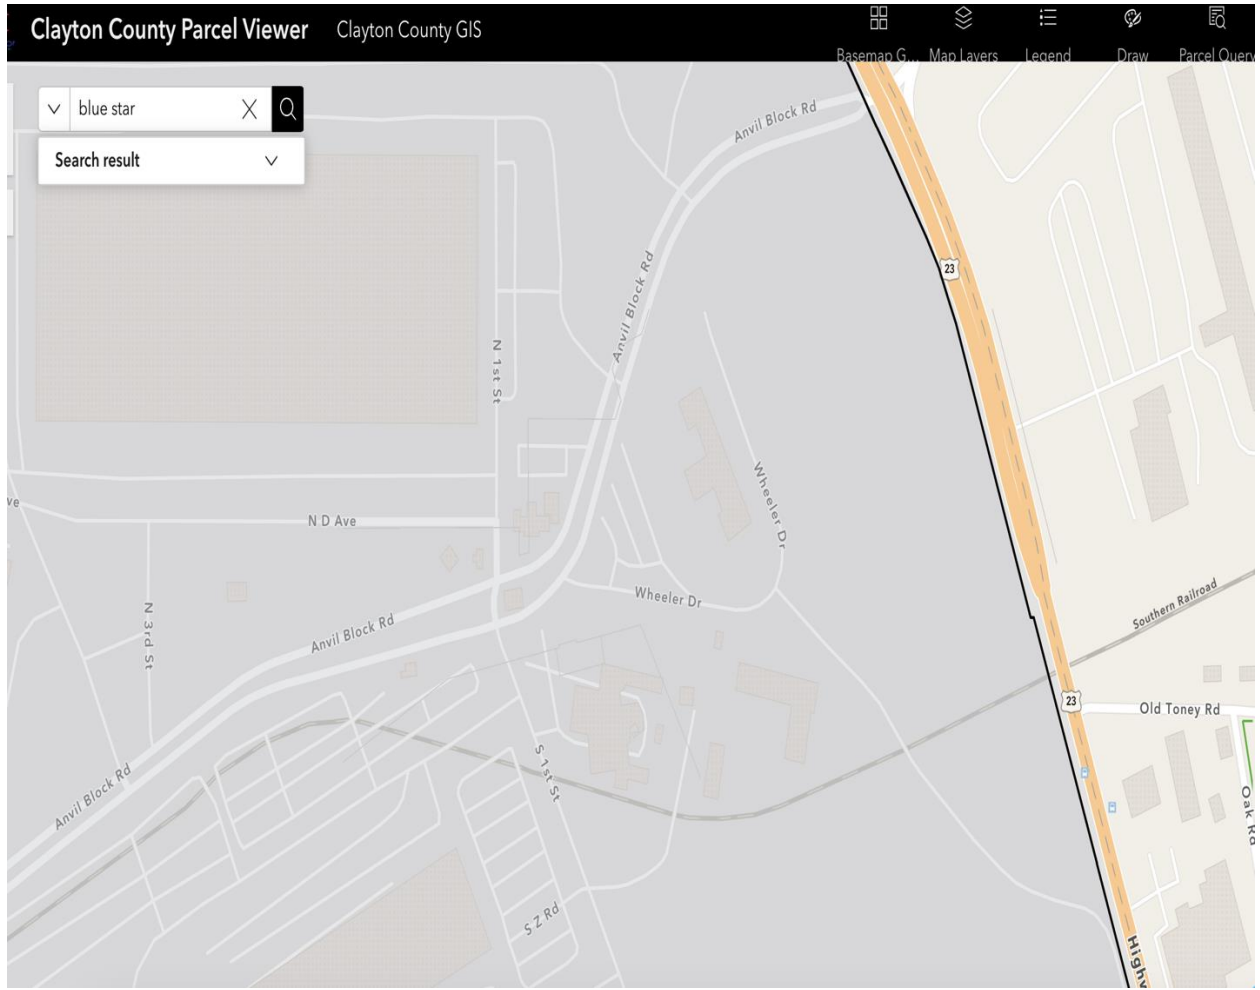 Clayton County Parcel Viewer
Clayton County GIS
Basemap G...
Map Layers
Legend
Draw
Parcel Query
blue star
Search result
Anvil Block Rd
23
Anvil Block Rd
N 1st St
Wheeler Dr
N D Ave
ve
Wheeler Dr
Southern Railroad
N 3rd St
Anvil Block Rd
23
Old Toney Rd
S 1st St
Anvil Block Rd
Oak Rd
S Z Rd
Highw